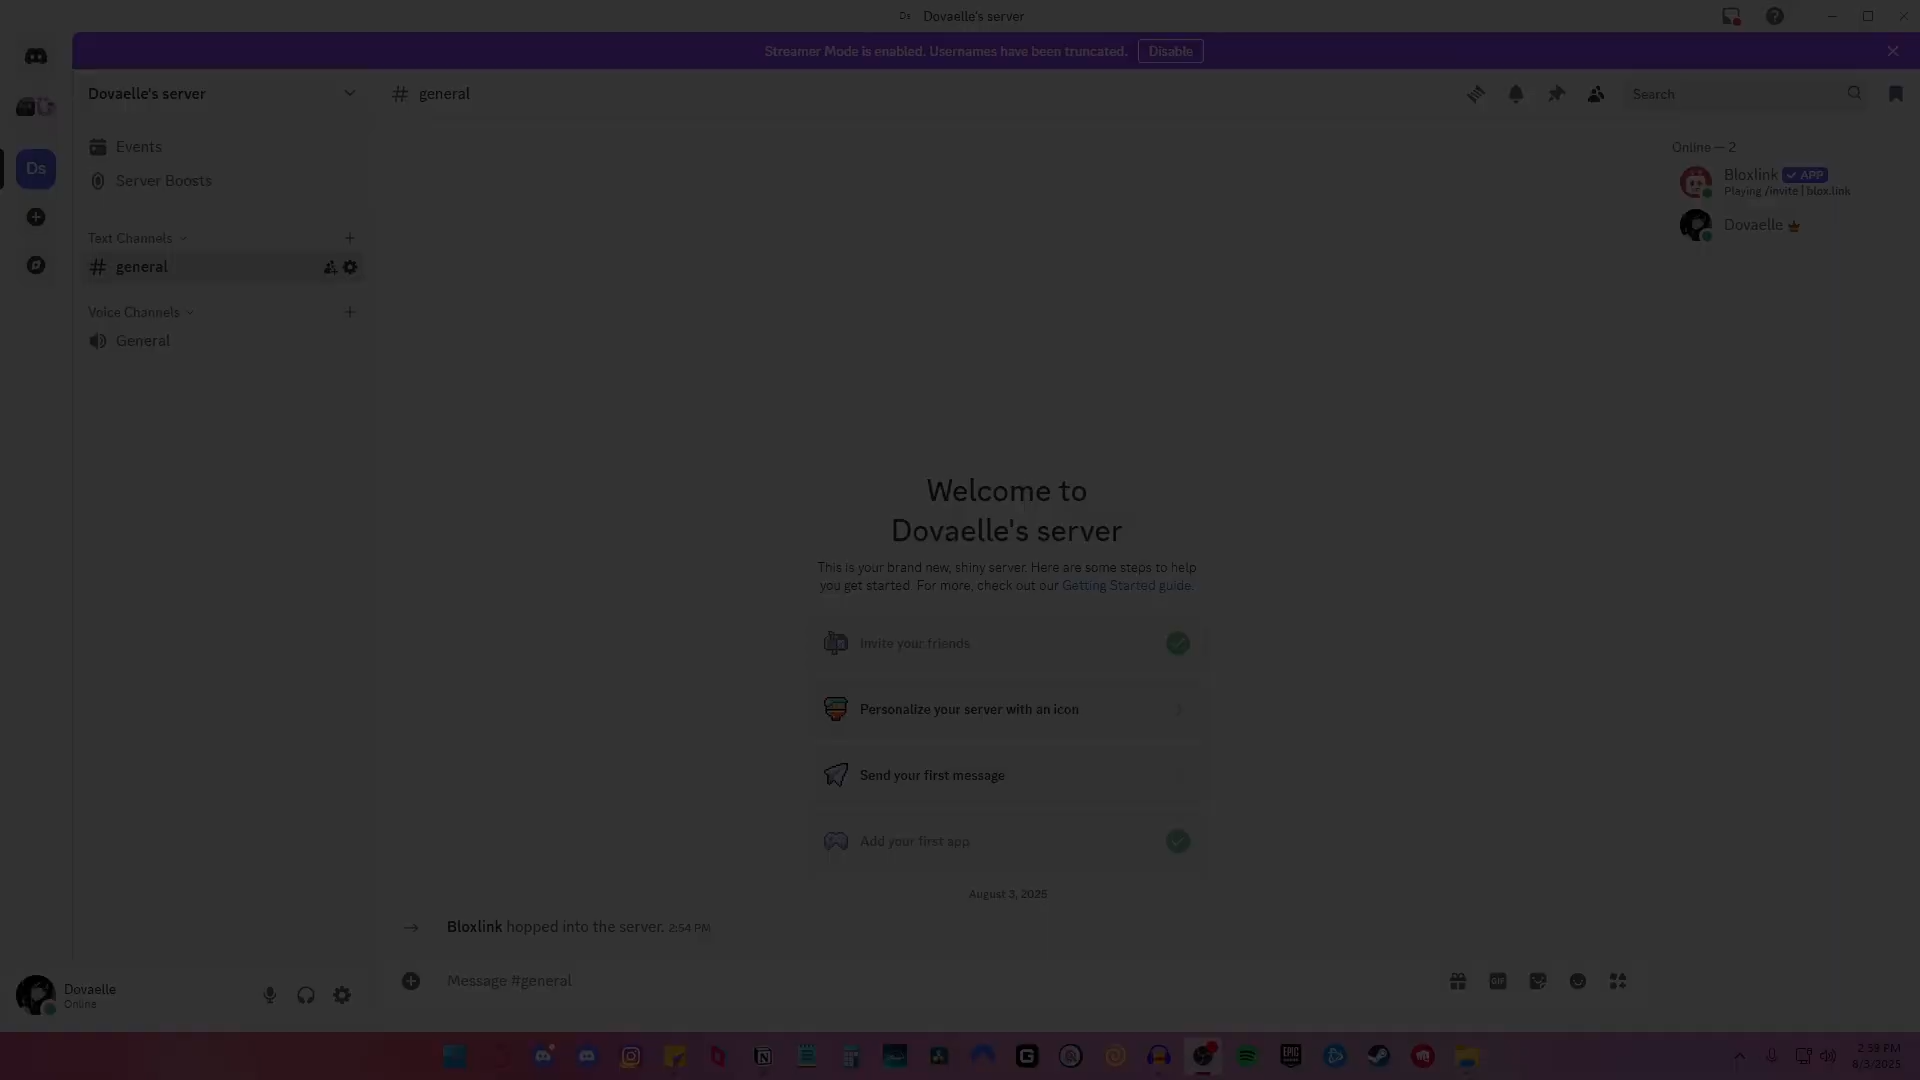 Ds Dovaelle's server
Streamer Mode is enabled. Usernames have been truncated. Disable
Dovaelle's server
general
Search
Ds
Events
Server Boosts
Text Channels
general
Voice Channels
General
Online — 2
Bloxlink APP
Playing /invite | blox.link
Dovaelle
Welcome to
Dovaelle's server
This is your brand new, shiny server. Here are some steps to help
you get started. For more, check out our Getting Started guide.
Invite your friends
Personalize your server with an icon
Send your first message
Add your first app
August 3, 2025
Bloxlink hopped into the server. 2:54 PM
Message #general
GIF
Dovaelle
Online
EPIC
2:59 PM
8/3/2025